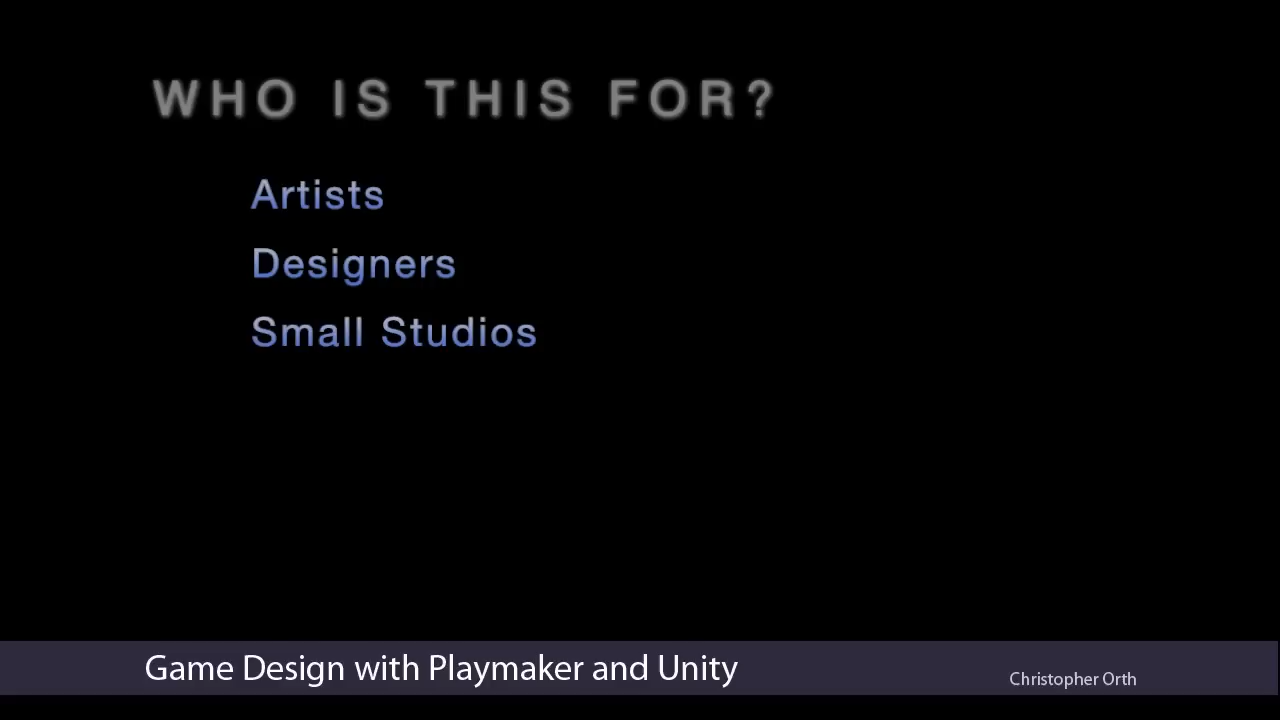 WHO IS THIS FOR?
Artists
Designers
Small Studios
Game Design with Playmaker and Unity
Christopher Orth